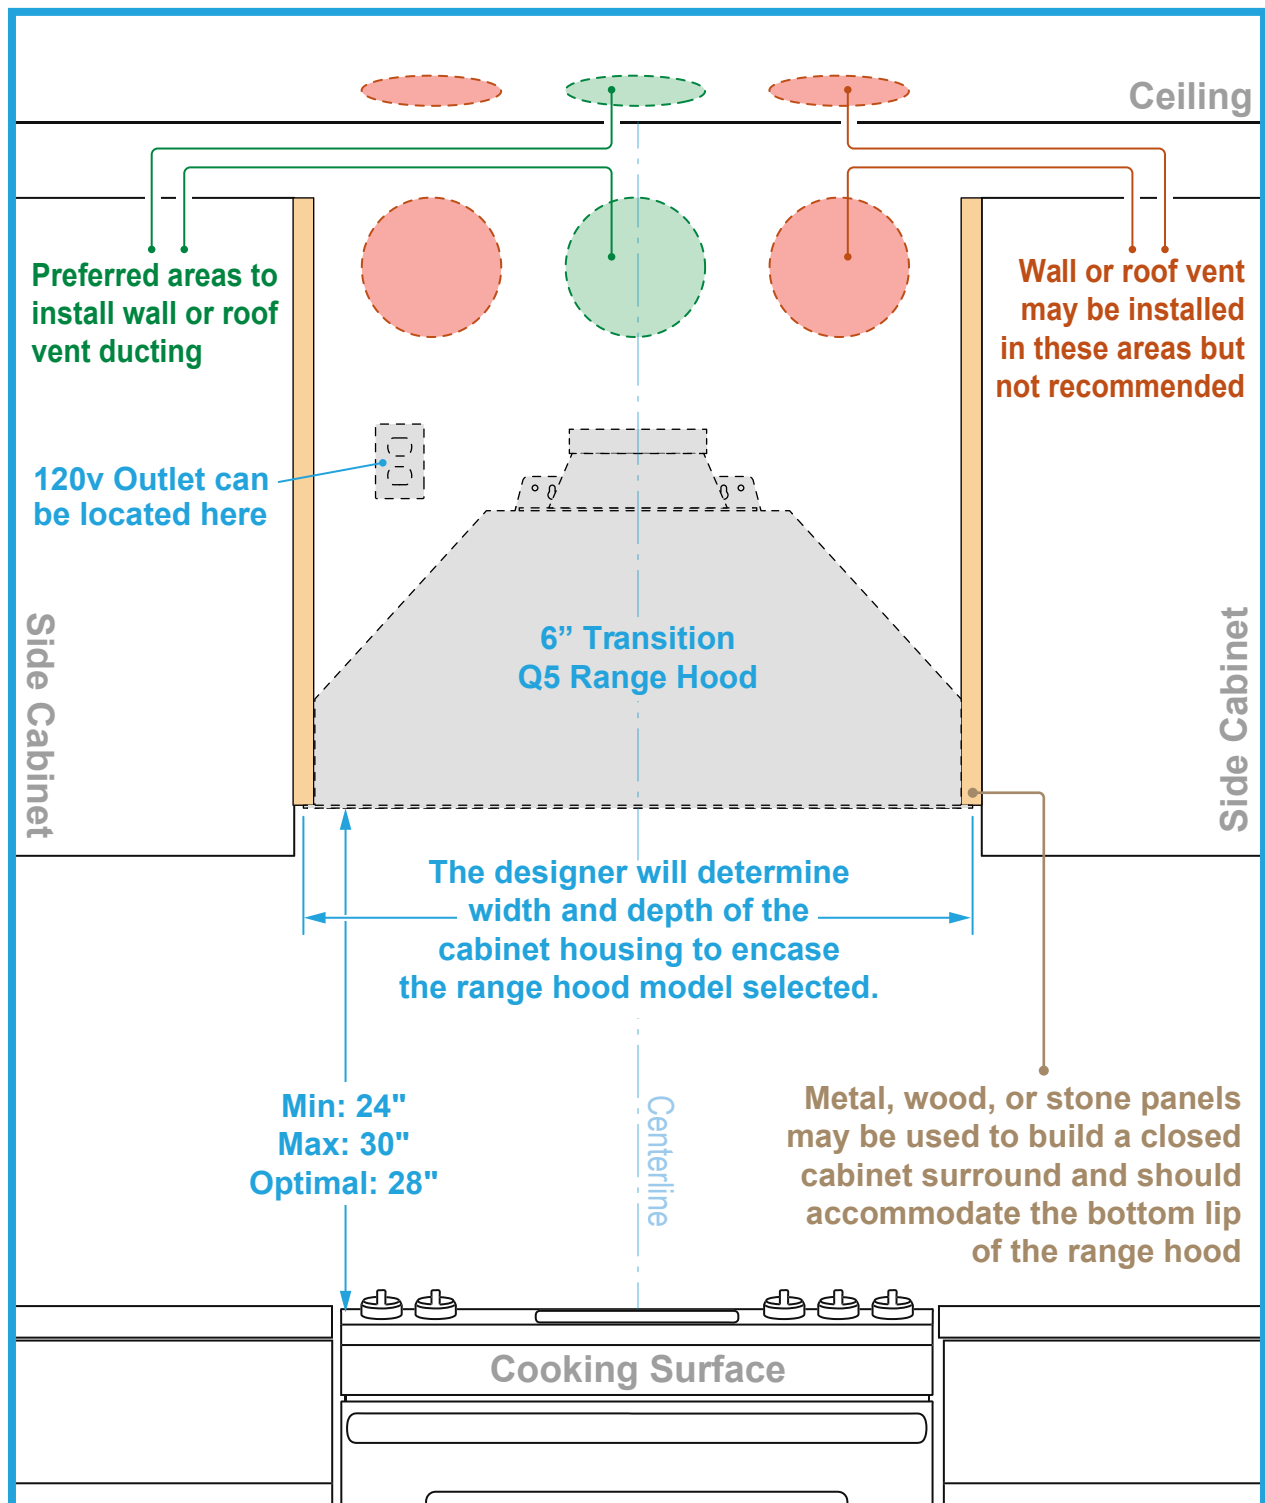 Ceiling
Preferred areas to
install wall or roof
vent ducting
Wall or roof vent
may be installed
in these areas but
not recommended
120v Outlet can
be located here
6” Transition
Q5 Range Hood
Side Cabinet
Side Cabinet
The designer will determine
width and depth of the
cabinet housing to encase
the range hood model selected.
Min: 24"
Max: 30"
Optimal: 28"
Centerline
Metal, wood, or stone panels
may be used to build a closed
cabinet surround and should
accommodate the bottom lip
of the range hood
Cooking Surface